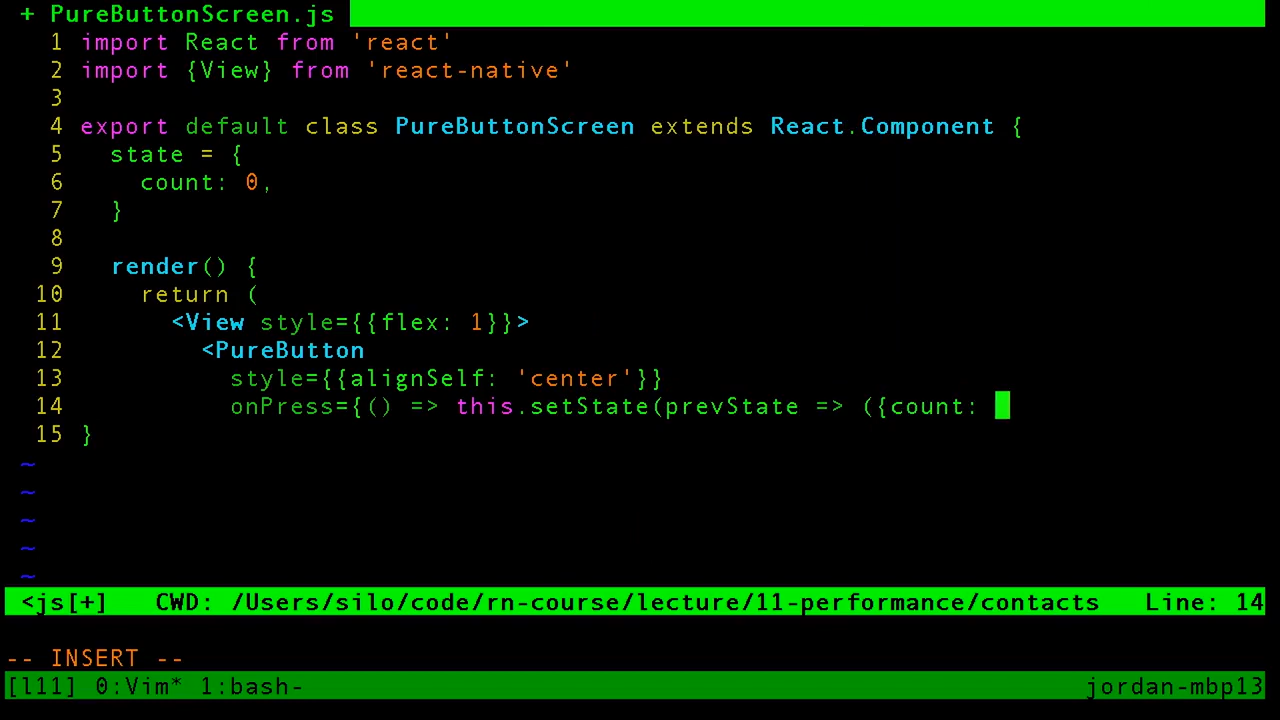 + PureButtonScreen.js
1 import React from 'react'
2 import {View} from 'react-native'
3
4 export default class PureButtonScreen extends React.Component {
5   state = {
6     count: 0,
7   }
8
9   render() {
10     return (
11       <View style={{flex: 1}}>
12         <PureButton
13           style={{alignSelf: 'center'}}
14           onPress={() => this.setState(prevState => ({count: 
15 }
~
~
~
~
~
<js[+]   CWD: /Users/silo/code/rn-course/lecture/11-performance/contacts   Line: 14
-- INSERT --
[l11] 0:Vim* 1:bash- jordan-mbp13